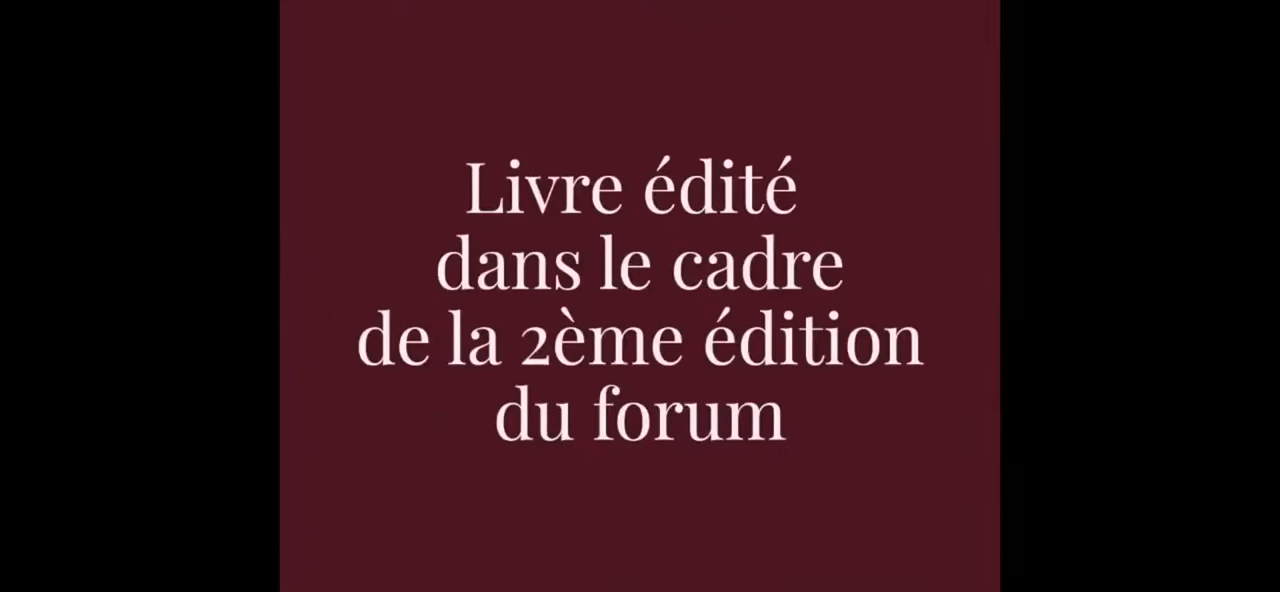 Livre édité
dans le cadre
de la 2ème édition
du forum